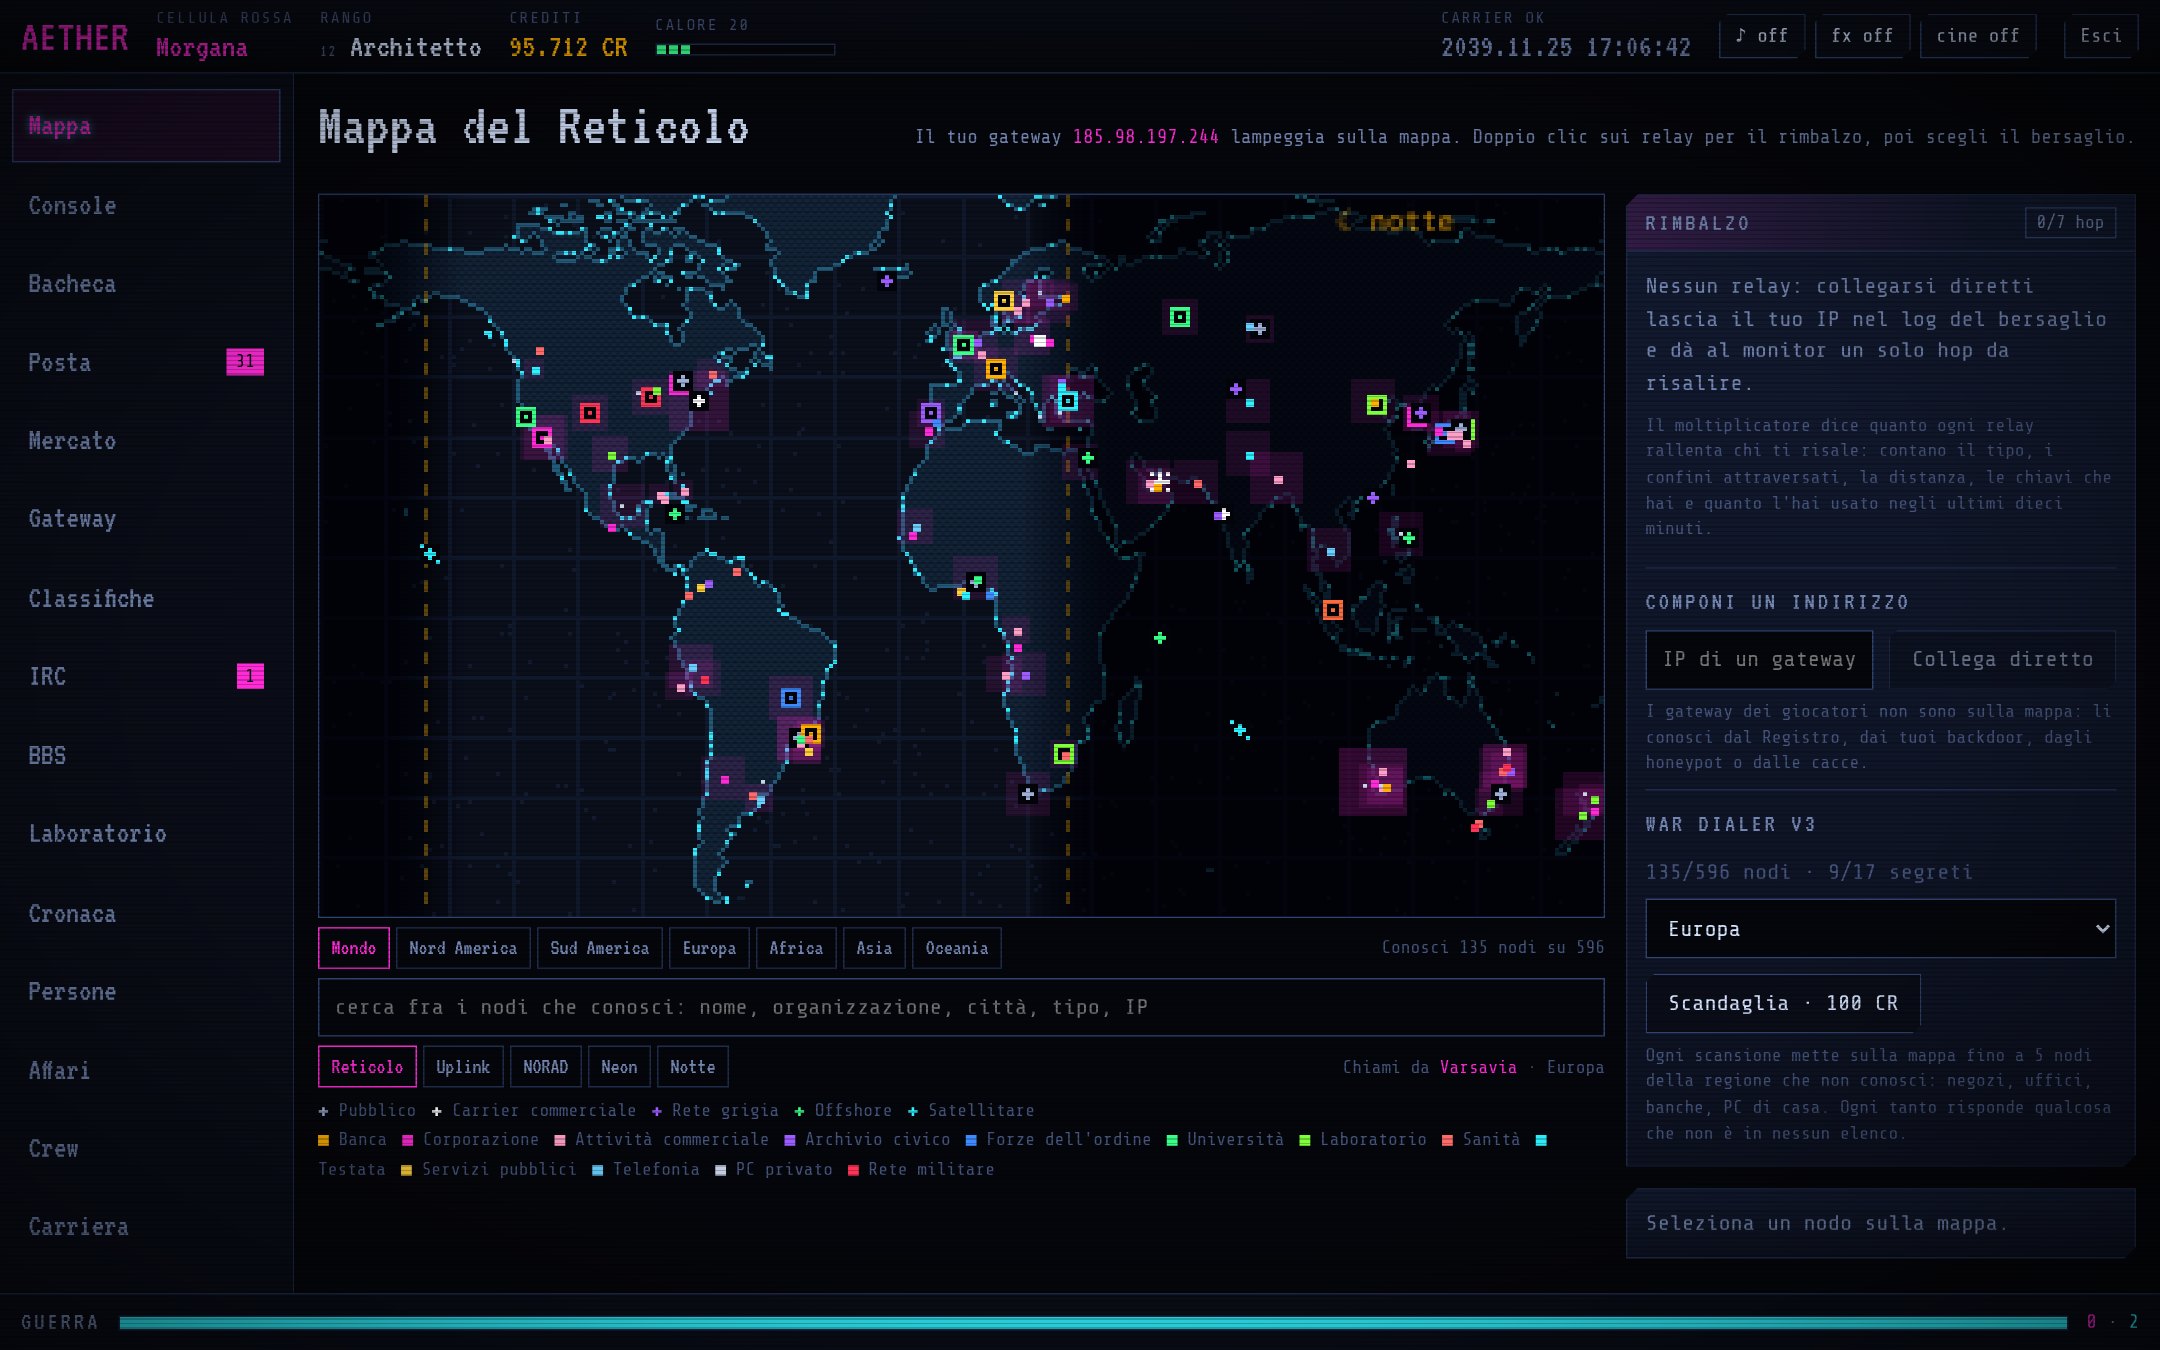 AETHER
CELLULA ROSSA
Morgana
RANGO
12 Architetto
CREDITI
95.712 CR
CALORE 20
CARRIER OK
2039.11.25 17:06:42
♪ off
fx off
cine off
Esci
Mappa
Console
Bacheca
Posta 31
Mercato
Gateway
Classifiche
IRC 1
BBS
Laboratorio
Cronaca
Persone
Affari
Crew
Carriera
Mappa del Reticolo
Il tuo gateway 185.98.197.244 lampeggia sulla mappa. Doppio clic sui relay per il rimbalzo, poi scegli il bersaglio.
☾ notte
Mondo
Nord America
Sud America
Europa
Africa
Asia
Oceania
Conosci 135 nodi su 596
cerca fra i nodi che conosci: nome, organizzazione, città, tipo, IP
Reticolo
Uplink
NORAD
Neon
Notte
Chiami da Varsavia · Europa
Pubblico Carrier commerciale Rete grigia Offshore Satellitare
Banca Corporazione Attività commerciale Archivio civico Forze dell'ordine Università Laboratorio Sanità
Testata Servizi pubblici Telefonia PC privato Rete militare
RIMBALZO
0/7 hop
Nessun relay: collegarsi diretti
lascia il tuo IP nel log del bersaglio
e dà al monitor un solo hop da
risalire.
Il moltiplicatore dice quanto ogni relay
rallenta chi ti risale: contano il tipo, i
confini attraversati, la distanza, le chiavi che
hai e quanto l'hai usato negli ultimi dieci
minuti.
COMPONI UN INDIRIZZO
IP di un gateway
Collega diretto
I gateway dei giocatori non sono sulla mappa: li
conosci dal Registro, dai tuoi backdoor, dagli
honeypot o dalle cacce.
WAR DIALER V3
135/596 nodi · 9/17 segreti
Europa
Scandaglia · 100 CR
Ogni scansione mette sulla mappa fino a 5 nodi
della regione che non conosci: negozi, uffici,
banche, PC di casa. Ogni tanto risponde qualcosa
che non è in nessun elenco.
Seleziona un nodo sulla mappa.
GUERRA
0 · 2